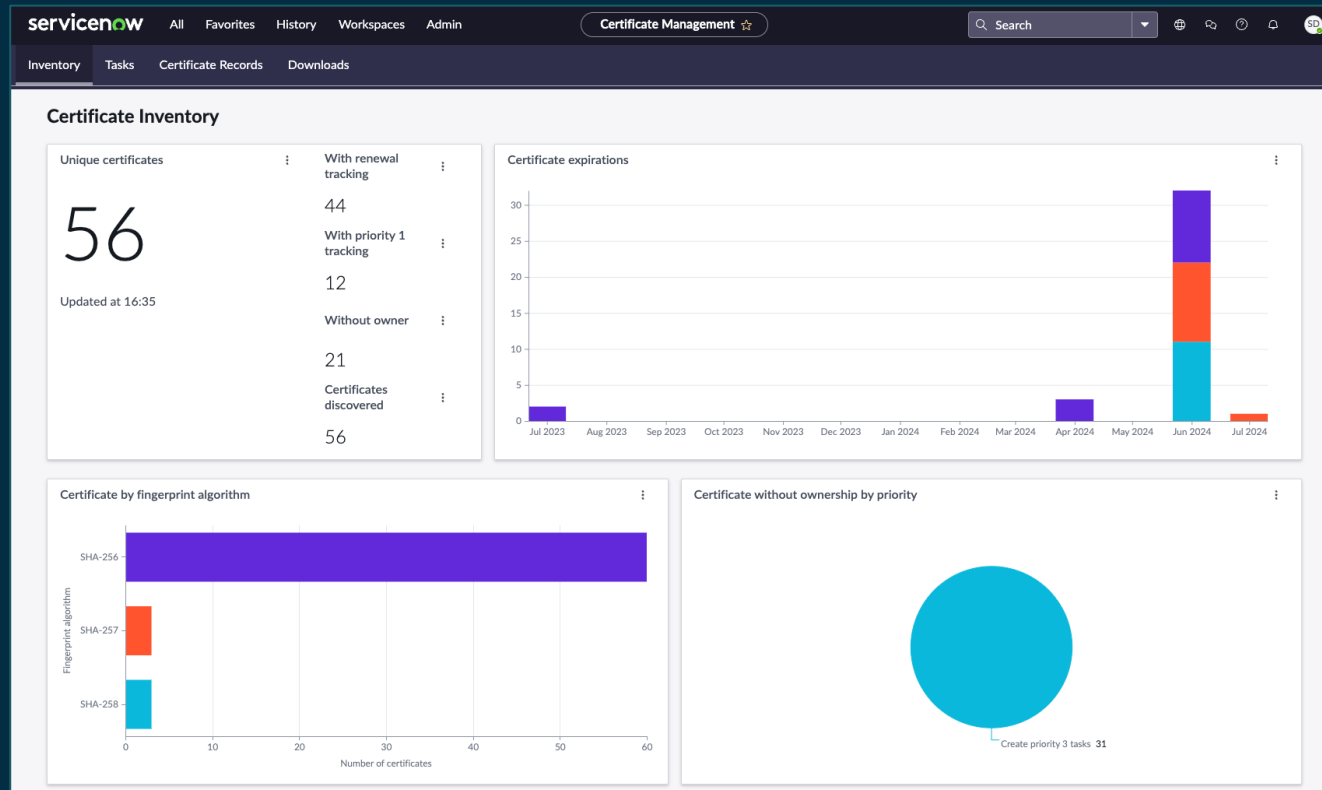 servicenow All Favorites History Workspaces Admin Certificate Management Search SD
Inventory Tasks Certificate Records Downloads
Certificate Inventory
Unique certificates
56
Updated at 16:35
With renewal
tracking
44
With priority 1
tracking
12
Without owner
21
Certificates
discovered
56
Certificate expirations
30
25
20
15
10
5
0
Jul 2023 Aug 2023 Sep 2023 Oct 2023 Nov 2023 Dec 2023 Jan 2024 Feb 2024 Mar 2024 Apr 2024 May 2024 Jun 2024 Jul 2024
Certificate by fingerprint algorithm
Fingerprint algorithm
SHA-256
SHA-257
SHA-258
0 10 20 30 40 50 60
Number of certificates
Certificate without ownership by priority
Create priority 3 tasks 31